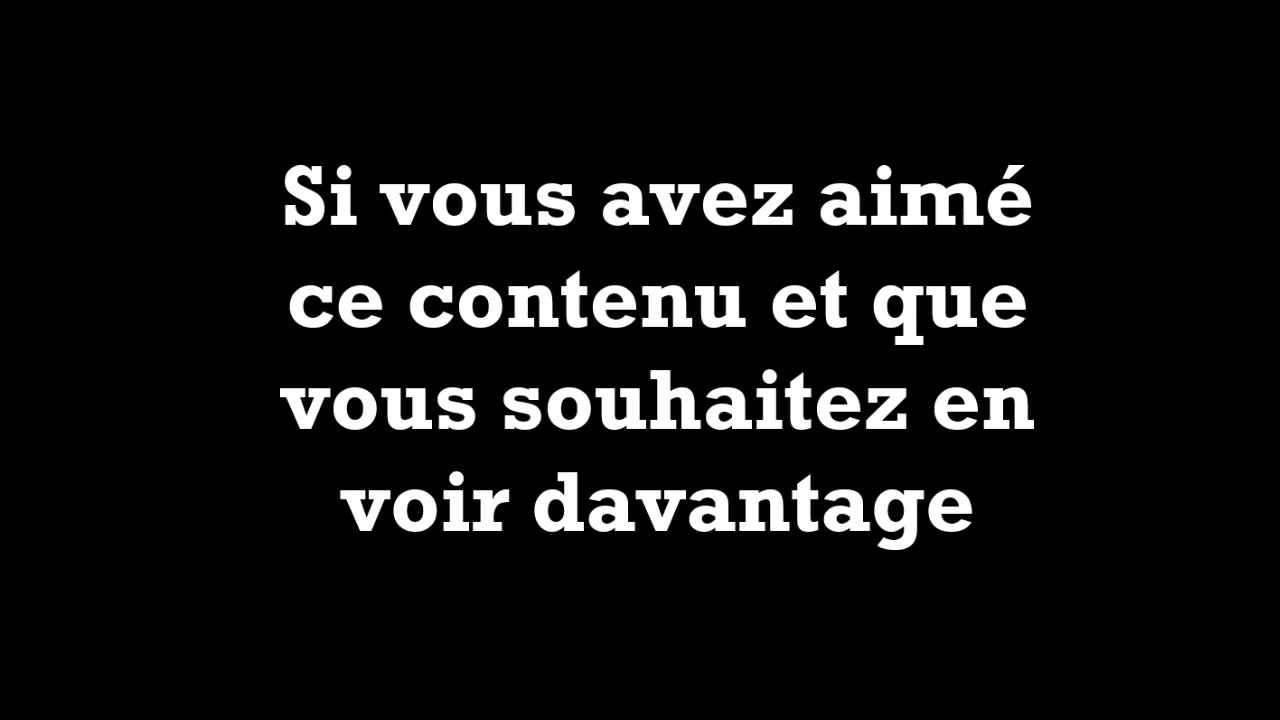 Si vous avez aimé
ce contenu et que
vous souhaitez en
voir davantage